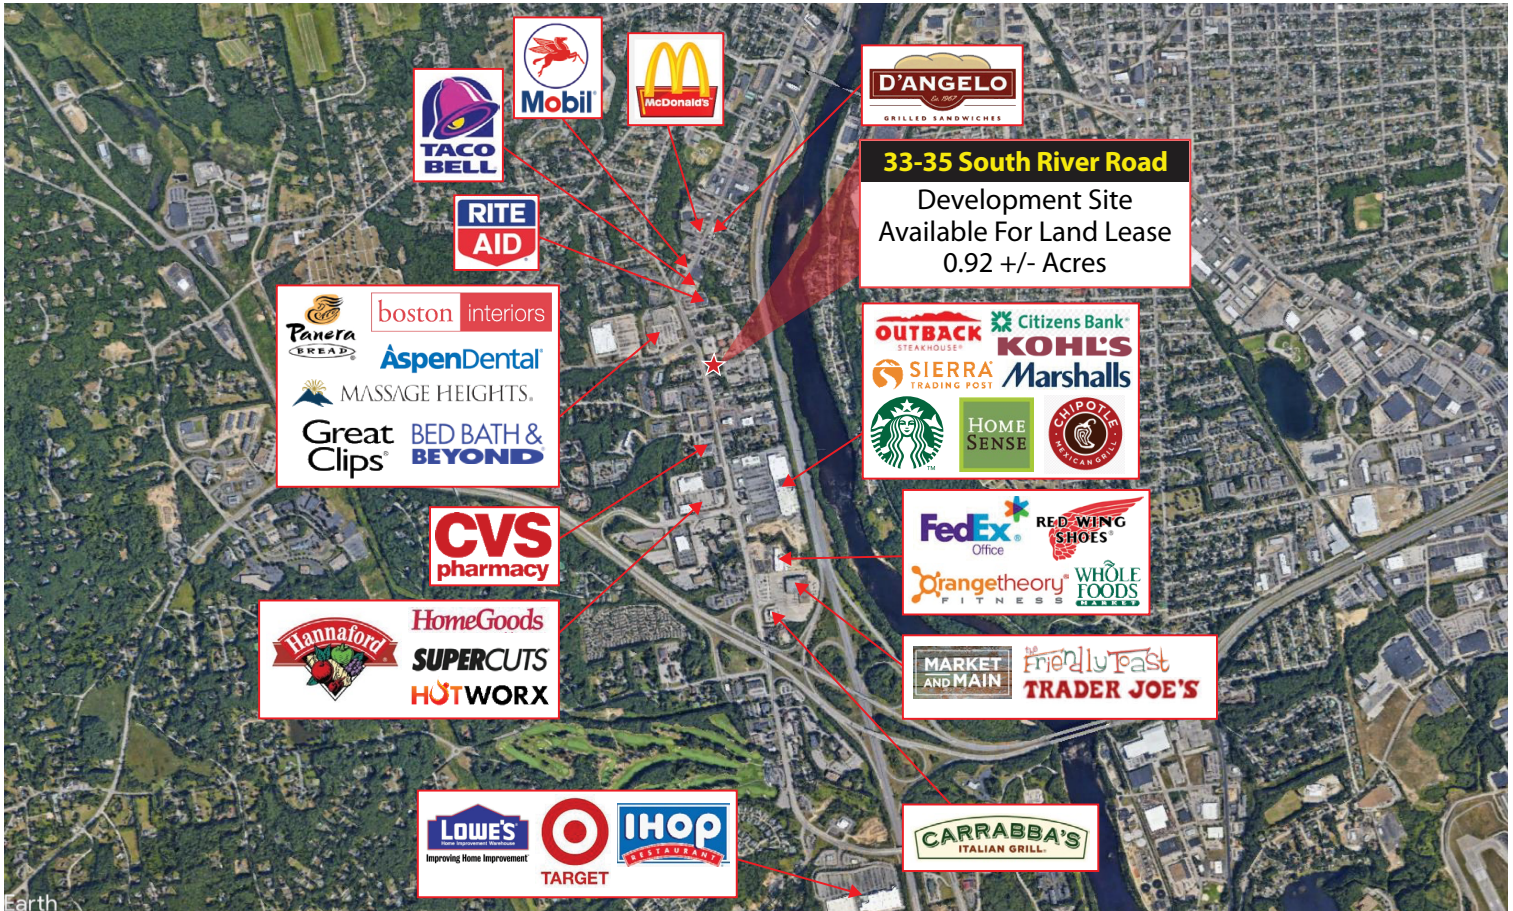 Mobil
McDonald's
D'ANGELO
Est. 1967
GRILLED SANDWICHES
TACO
BELL
33-35 South River Road
Development Site
Available For Land Lease
0.92 +/- Acres
RITE
AID
Panera
BREAD
boston interiors
AspenDental
MASSAGE HEIGHTS
Great
Clips
BED BATH &
BEYOND
OUTBACK
STEAKHOUSE
Citizens Bank
KOHL'S
SIERRA
TRADING POST
Marshalls
HOME
SENSE
CHIPOTLE
MEXICAN GRILL
CVS
pharmacy
FedEx
Office
RED WING
SHOES
Orangetheory
FITNESS
WHOLE
FOODS
MARKET
Hannaford
HomeGoods
SUPERCUTS
HOTWORX
MARKET
AND MAIN
the
Friendly Toast
TRADER JOE'S
LOWE'S
Home Improvement Warehouse
Improving Home Improvement
TARGET
IHOP
RESTAURANT
CARRABBA'S
ITALIAN GRILL
Earth